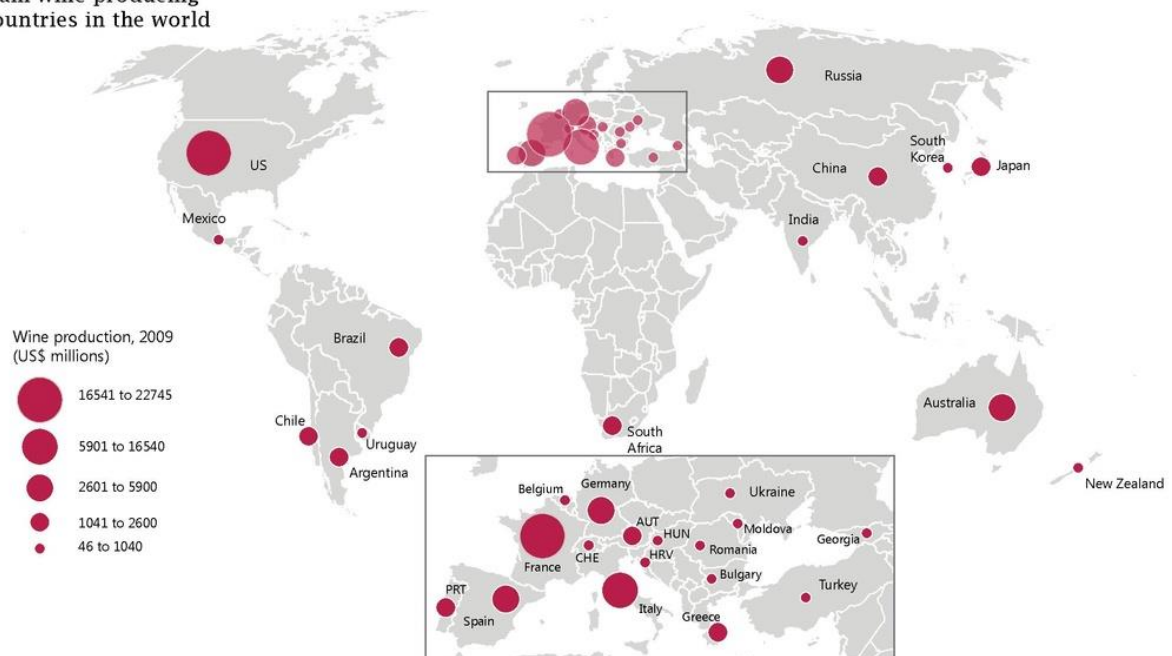 wine producing
countries in the world
Russia
US
South
Korea
Japan
China
Mexico
India
Wine production, 2009
(US$ millions)
16541 to 22745
5901 to 16540
2601 to 5900
1041 to 2600
46 to 1040
Brazil
Chile
Uruguay
Argentina
South
Africa
Australia
New Zealand
Belgium
Germany
Ukraine
AUT
HUN
Moldova
Georgia
CHE
HRV
Romania
France
Bulgary
Turkey
PRT
Spain
Italy
Greece